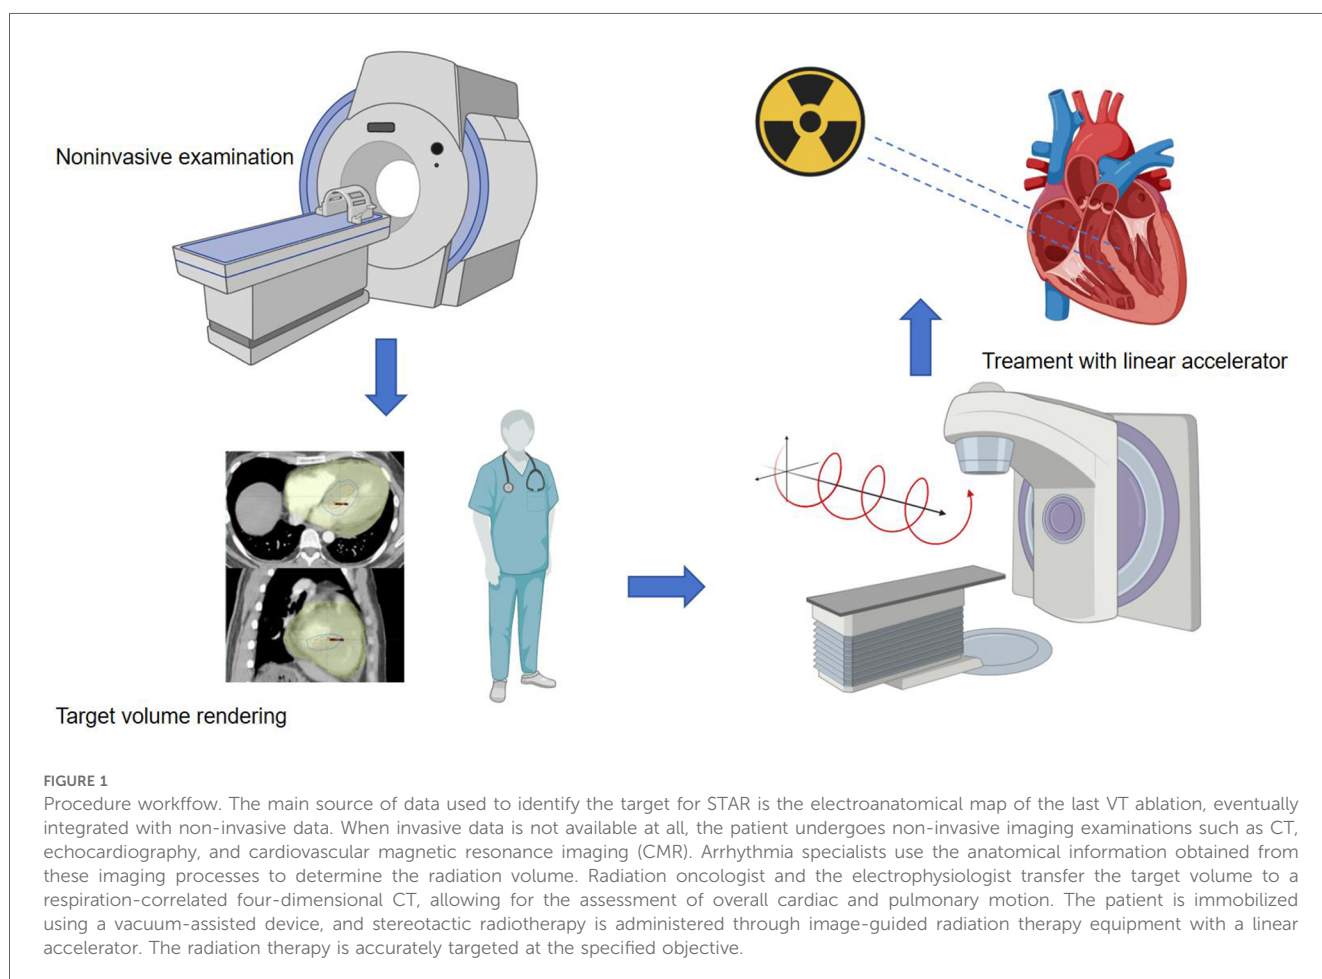 Noninvasive examination
Treament with linear accelerator
Target volume rendering
FIGURE 1
Procedure workffow. The main source of data used to identify the target for STAR is the electroanatomical map of the last VT ablation, eventually
integrated with non-invasive data. When invasive data is not available at all, the patient undergoes non-invasive imaging examinations such as CT,
echocardiography, and cardiovascular magnetic resonance imaging (CMR). Arrhythmia specialists use the anatomical information obtained from
these imaging processes to determine the radiation volume. Radiation oncologist and the electrophysiologist transfer the target volume to a
respiration-correlated four-dimensional CT, allowing for the assessment of overall cardiac and pulmonary motion. The patient is immobilized
using a vacuum-assisted device, and stereotactic radiotherapy is administered through image-guided radiation therapy equipment with a linear
accelerator. The radiation therapy is accurately targeted at the specified objective.